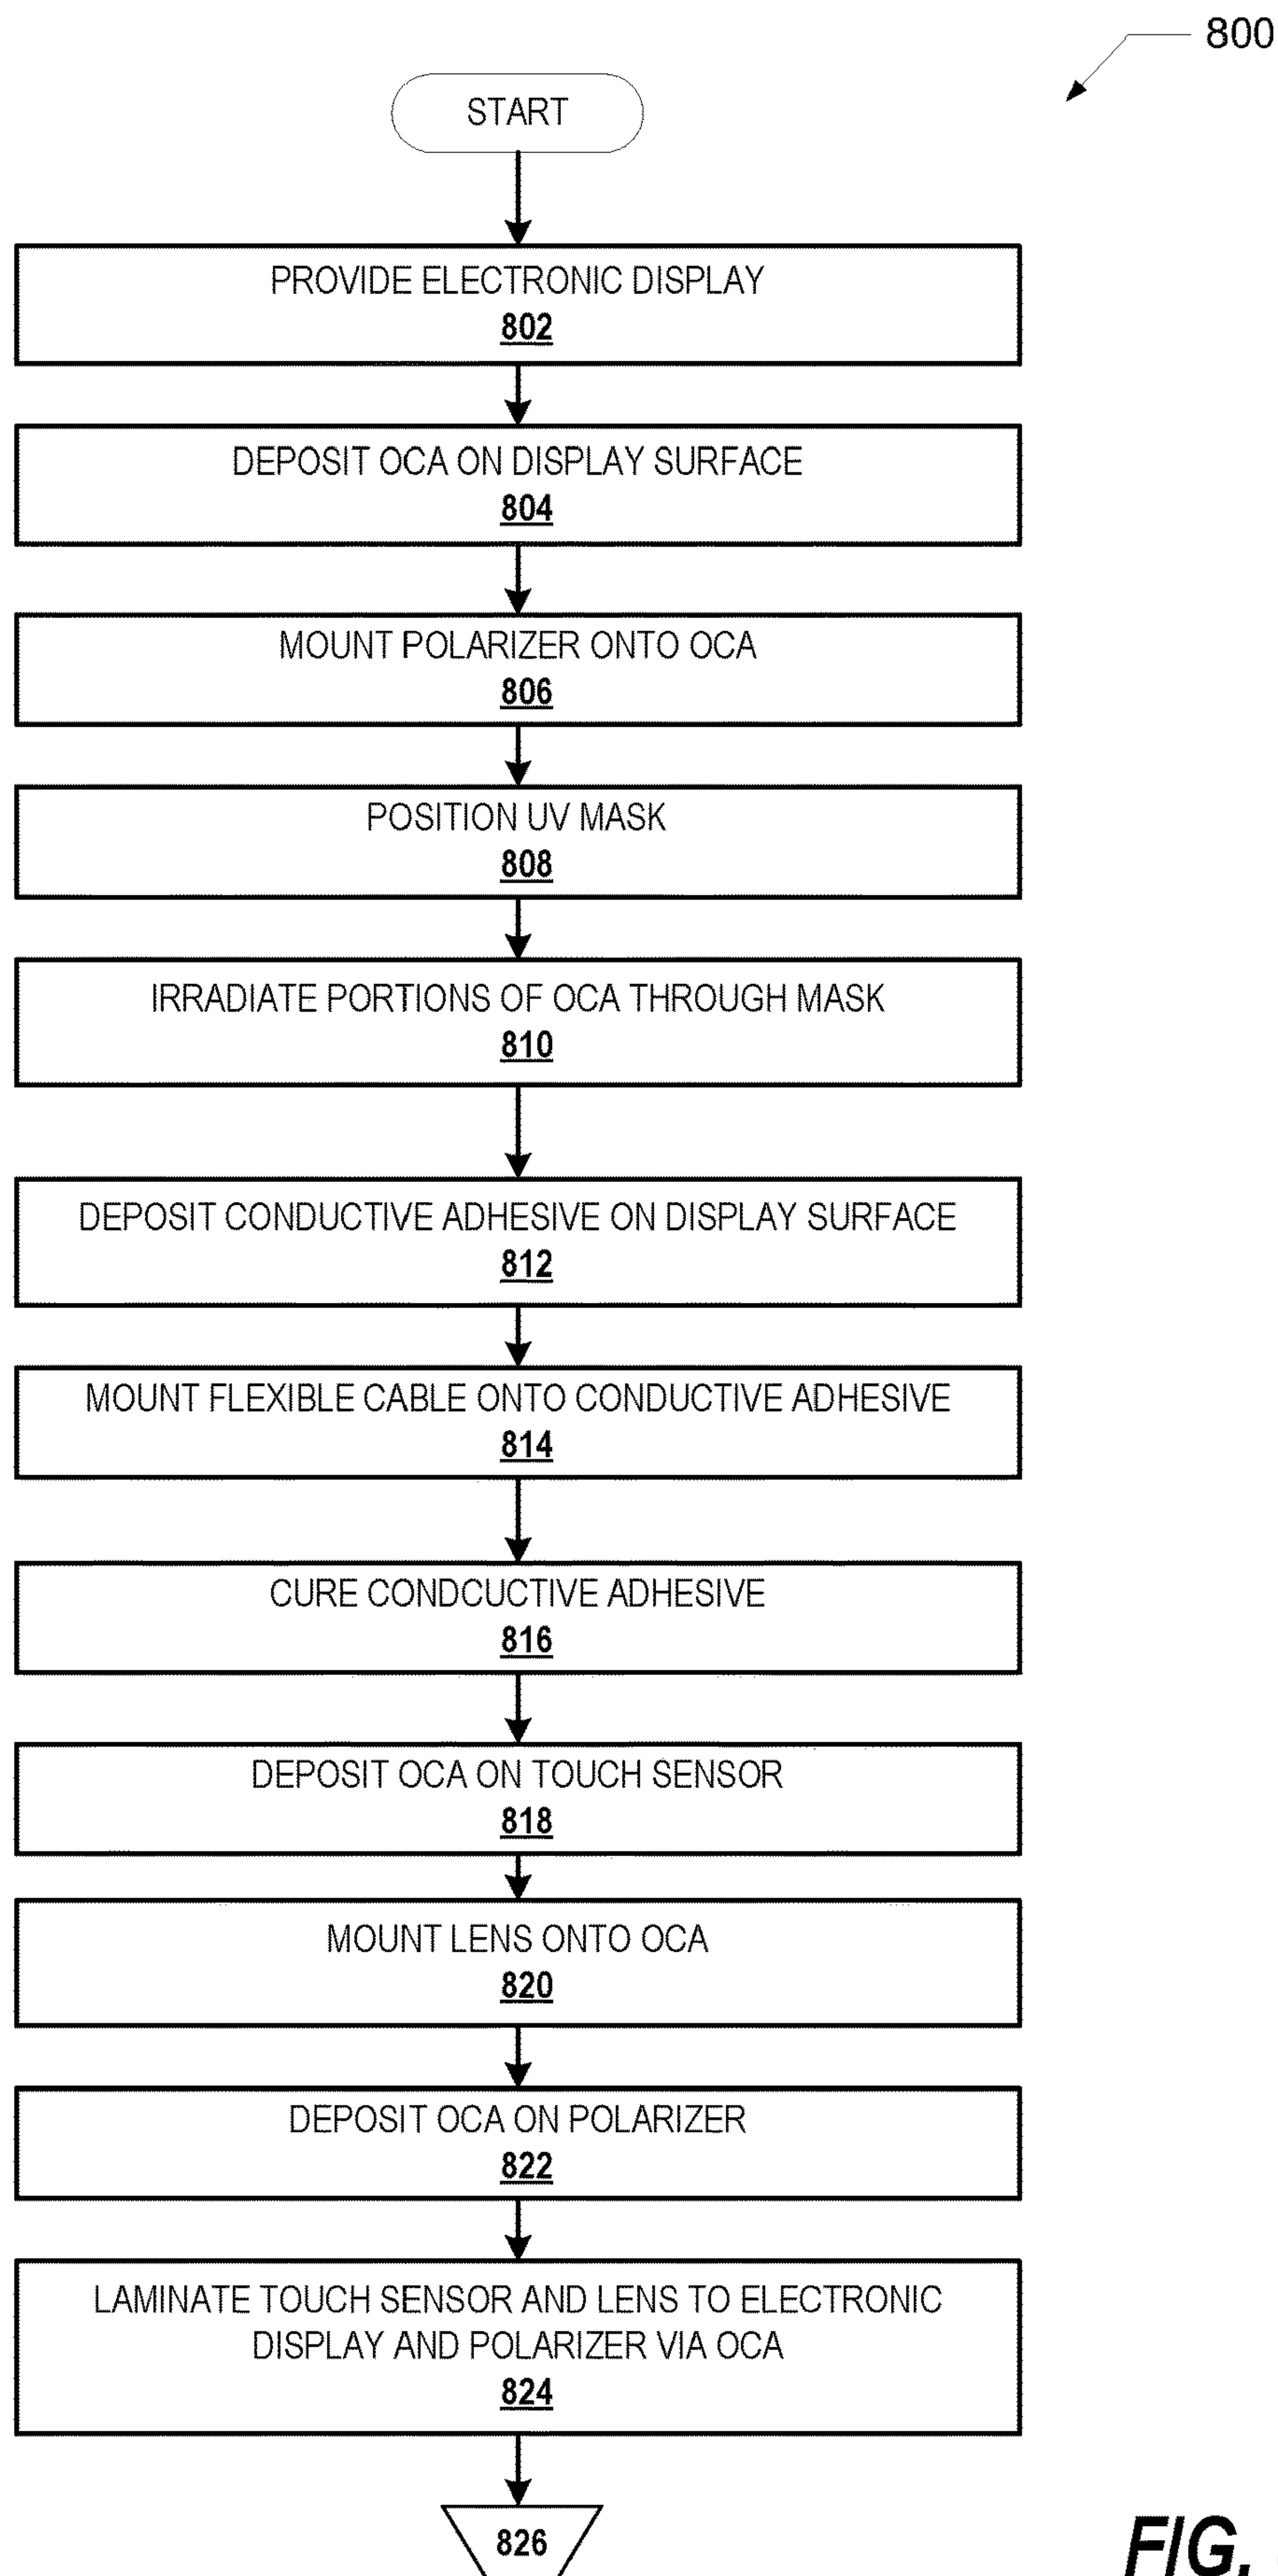 800
START
PROVIDE ELECTRONIC DISPLAY
802
DEPOSIT OCA ON DISPLAY SURFACE
804
MOUNT POLARIZER ONTO OCA
806
POSITION UV MASK
808
IRRADIATE PORTIONS OF OCA THROUGH MASK
810
DEPOSIT CONDUCTIVE ADHESIVE ON DISPLAY SURFACE
812
MOUNT FLEXIBLE CABLE ONTO CONDUCTIVE ADHESIVE
814
CURE CONDCUCTIVE ADHESIVE
816
DEPOSIT OCA ON TOUCH SENSOR
818
MOUNT LENS ONTO OCA
820
DEPOSIT OCA ON POLARIZER
822
LAMINATE TOUCH SENSOR AND LENS TO ELECTRONIC
DISPLAY AND POLARIZER VIA OCA
824
826
FIG.